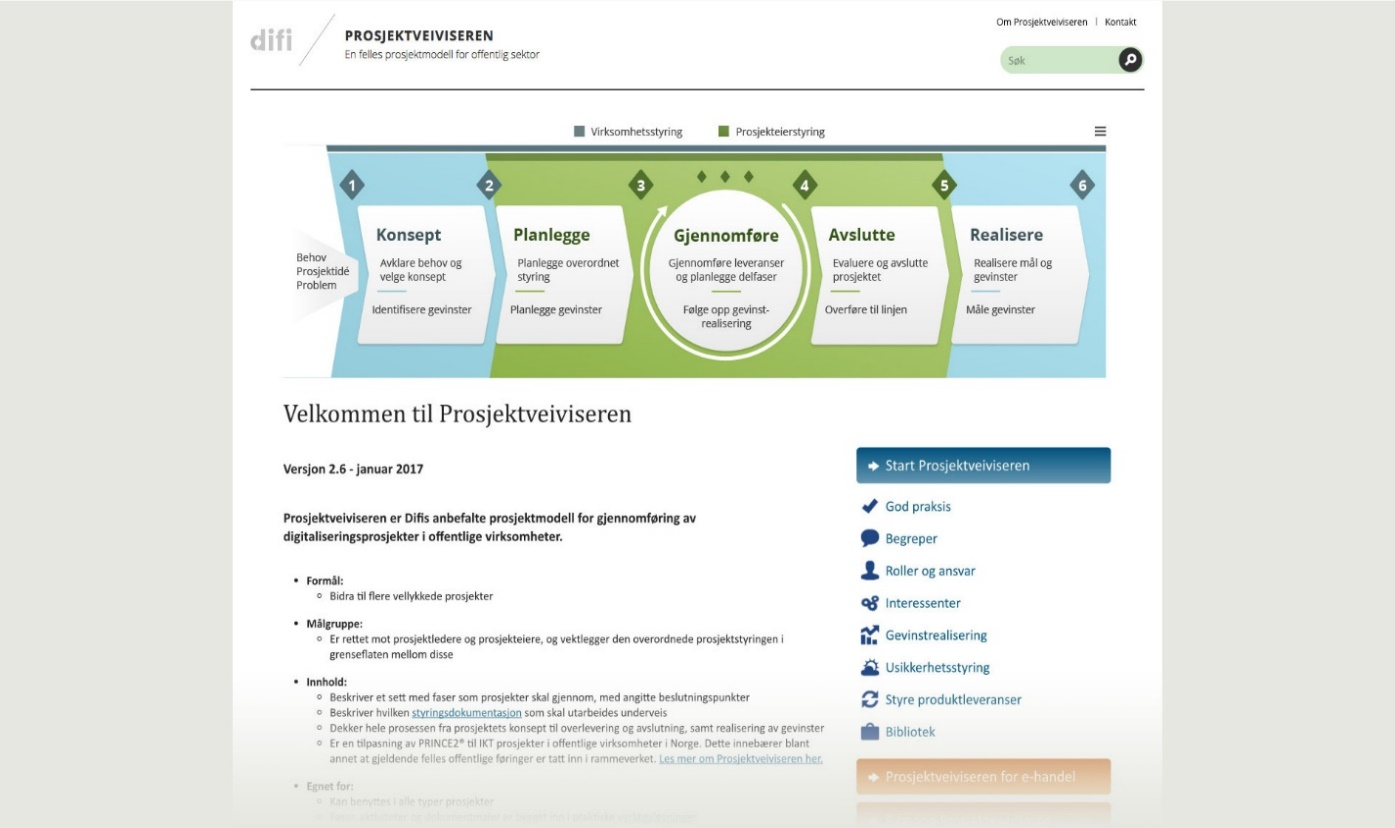 difi
PROSJEKTVEIVISEREN
En felles prosjektmodell for offentlig sektor
Om Prosjektveiviseren | Kontakt
Søk
Virksomhetsstyring
Prosjekteierstyring
1
2
3
4
5
6
Behov
Prosjektidé
Problem
Konsept
Avklare behov og
velge konsept
Identifisere gevinster
Planlegge
Planlegge overordnet
styring
Planlegge gevinster
Gjennomføre
Gjennomføre leveranser
og planlegge delfaser
Følge opp gevinst-
realisering
Avslutte
Evaluere og avslutte
prosjektet
Overføre til linjen
Realisere
Realisere mål og
gevinster
Måle gevinster
Velkommen til Prosjektveiviseren
Versjon 2.6 - januar 2017
Prosjektveiviseren er Difis anbefalte prosjektmodell for gjennomføring av
digitaliseringsprosjekter i offentlige virksomheter.
Formål:
Bidra til flere vellykkede prosjekter
Målgruppe:
Er rettet mot prosjektledere og prosjekteiere, og vektlegger den overordnede prosjektstyringen i
grenseflaten mellom disse
Innhold:
Beskriver et sett med faser som prosjekter skal gjennom, med angitte beslutningspunkter
Beskriver hvilken styringsdokumentasjon som skal utarbeides underveis
Dekker hele prosessen fra prosjektets konsept til overlevering og avslutning, samt realisering av gevinster
Er en tilpasning av PRINCE2® til IKT prosjekter i offentlige virksomheter i Norge. Dette innebærer blant
annet at gjeldende felles offentlige føringer er tatt inn i rammeverket. Les mer om Prosjektveiviseren her.
Egnet for:
Kan benyttes i alle typer prosjekter
Start Prosjektveiviseren
God praksis
Begreper
Roller og ansvar
Interessenter
Gevinstrealisering
Usikkerhetsstyring
Styre produktleveranser
Bibliotek
Prosjektveiviseren for e-handel